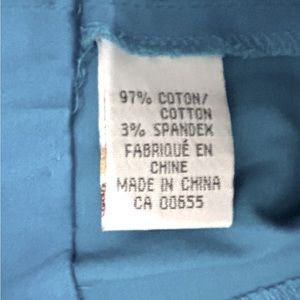 97% COTON/
COTTON
3% SPANDEX
FABRIQUÉ EN
CHINE
MADE IN CHINA
CA 00655